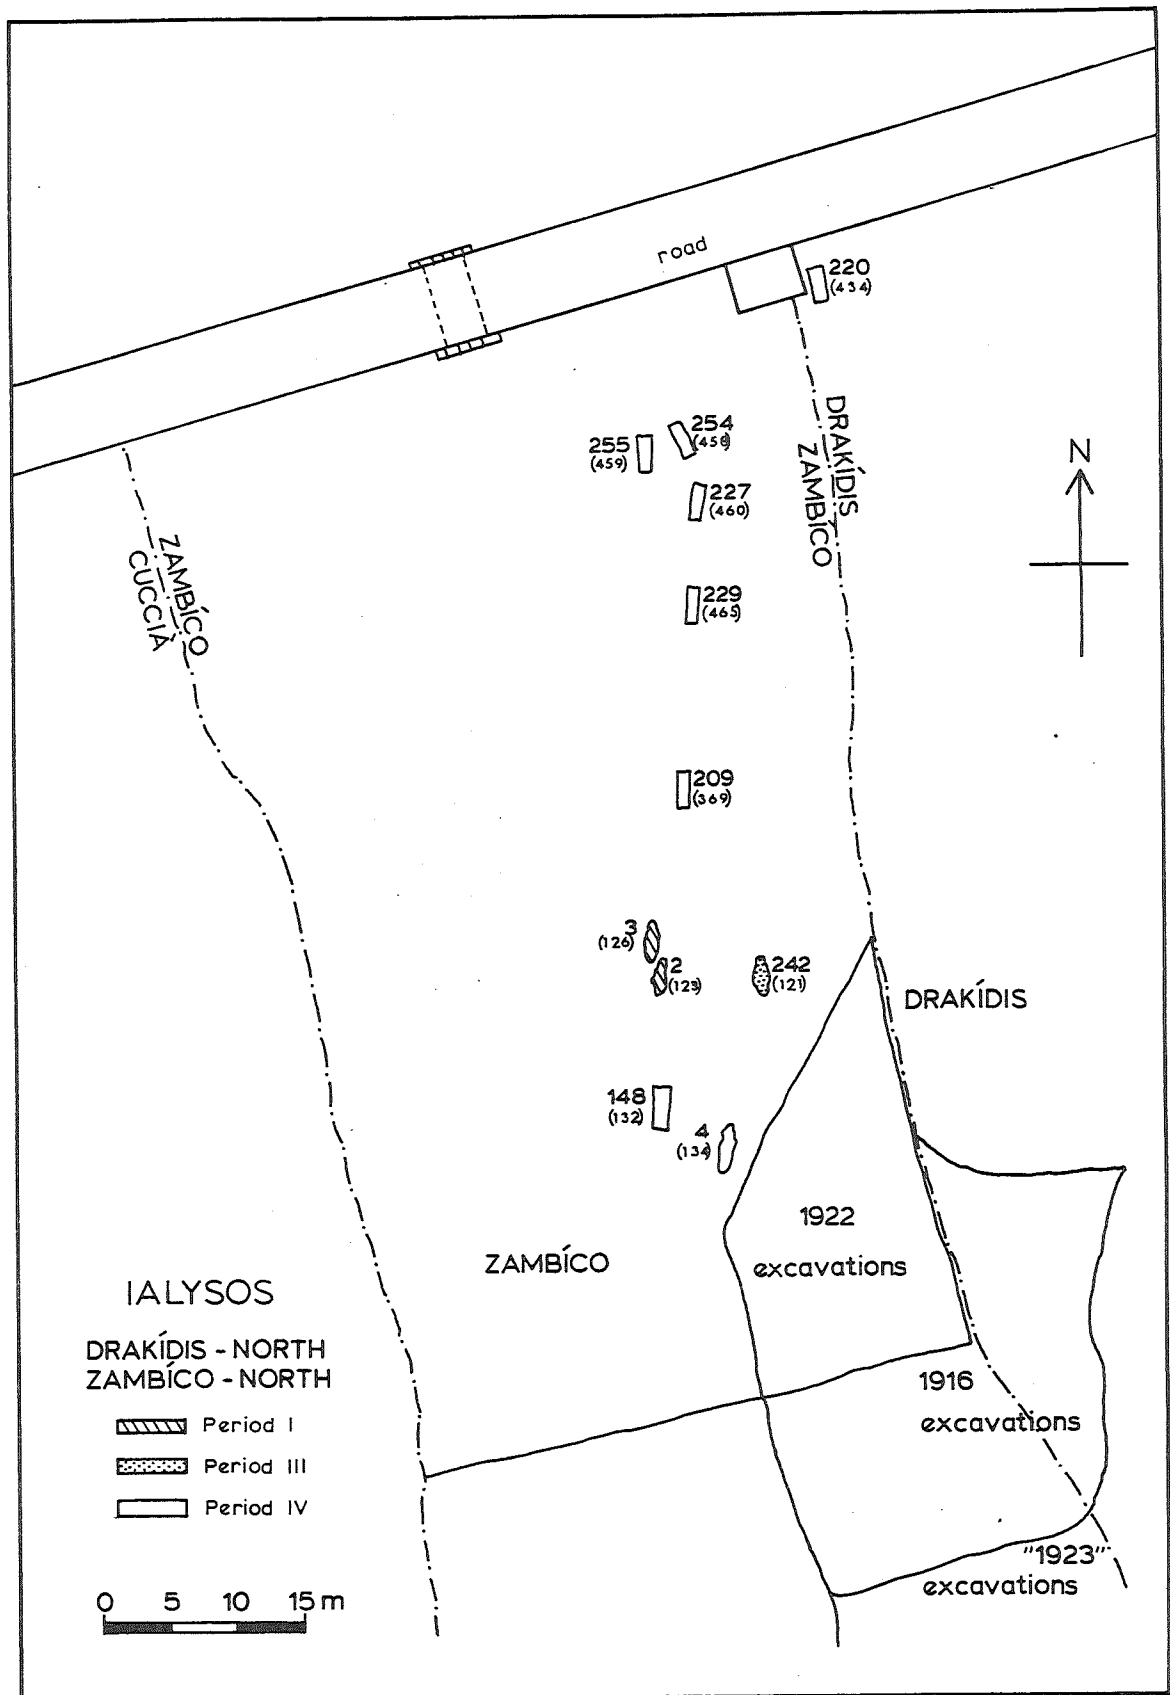 road
220
(434)
254
(458)
255
(459)
227
(460)
DRAKÍDIS
ZAMBÍCO
N
ZAMBÍCO
CUCCIÀ
229
(465)
209
(369)
3
(126)
2
(123)
242
(121)
DRAKÍDIS
148
(132)
4
(134)
1922
excavations
ZAMBÍCO
IALYSOS
DRAKÍDIS - NORTH
ZAMBÍCO - NORTH
Period I
Period III
Period IV
1916
excavations
"1923"
excavations
0 5 10 15 m